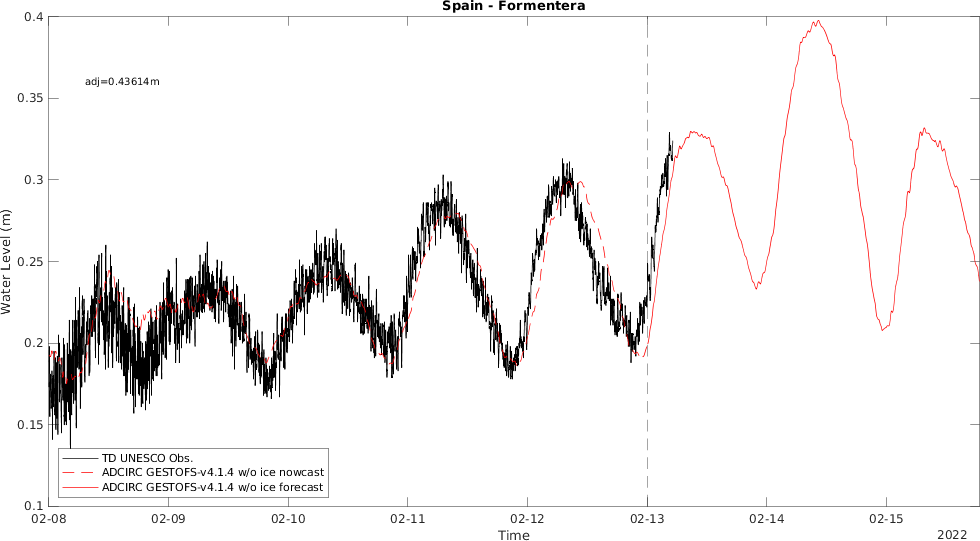 Spain - Formentera
0.4
0.35
0.3
0.25
0.2
0.15
0.1
Water Level (m)
adj=0.43614m
TD UNESCO Obs.
ADCIRC GESTOFS-v4.1.4 w/o ice nowcast
ADCIRC GESTOFS-v4.1.4 w/o ice forecast
02-08 02-09 02-10 02-11 02-12 02-13 02-14 02-15
Time
2022